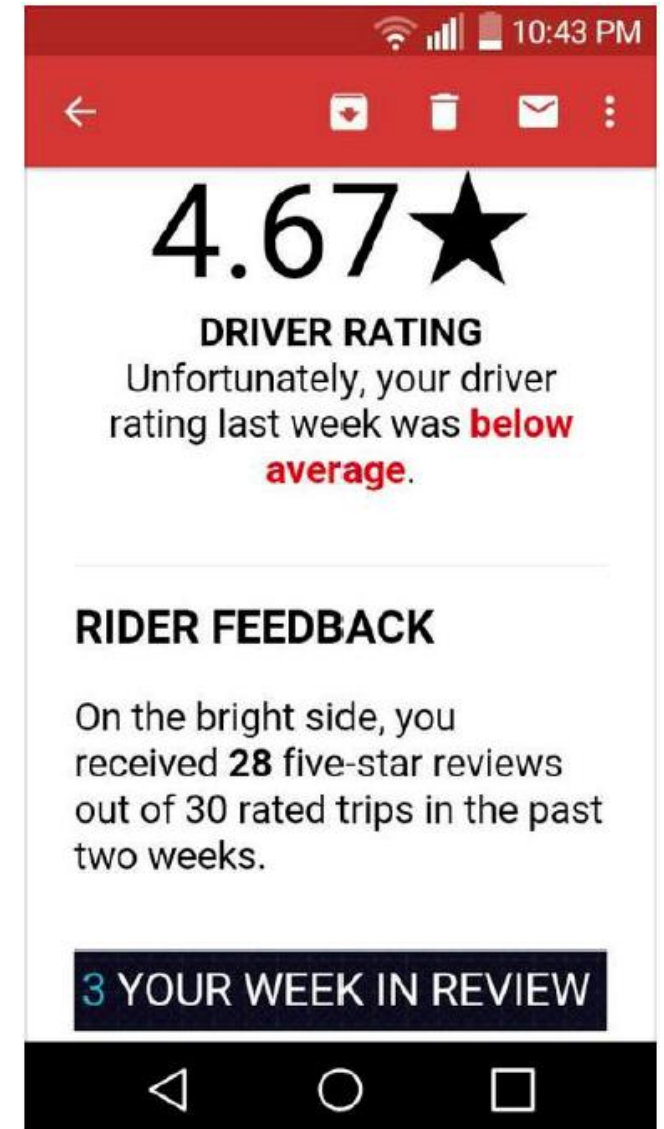 10:43 PM
4.67★
DRIVER RATING
Unfortunately, your driver
rating last week was below
average.
RIDER FEEDBACK
On the bright side, you
received 28 five-star reviews
out of 30 rated trips in the past
two weeks.
3 YOUR WEEK IN REVIEW